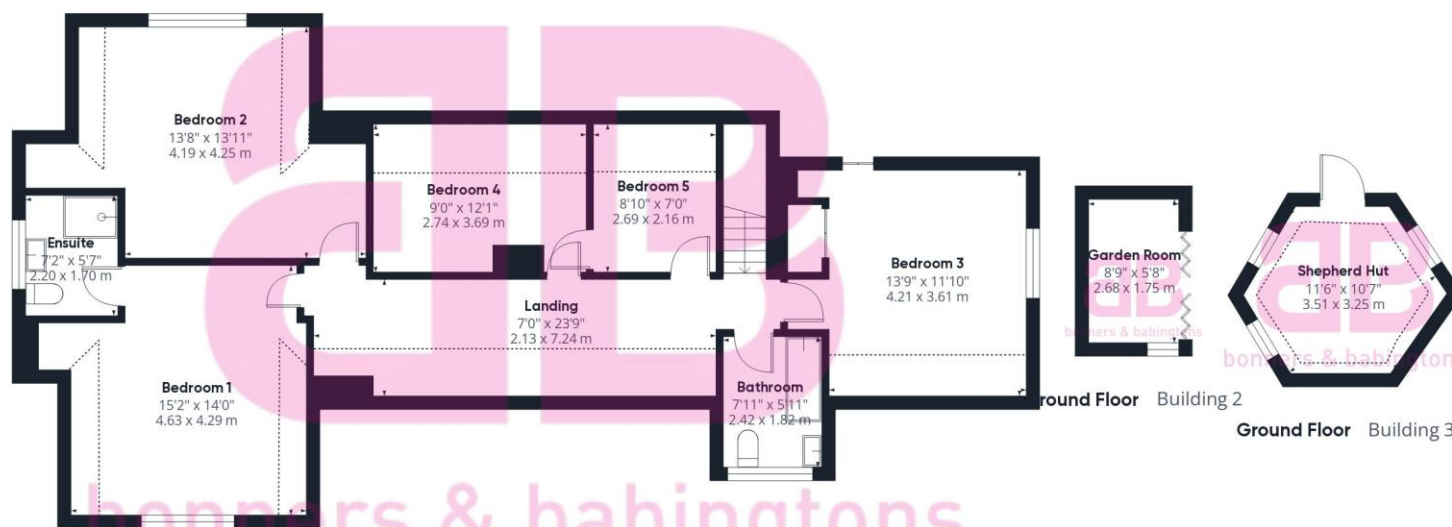 Bedroom 2
13'8" x 13'11"
4.19 x 4.25 m
Bedroom 4
9'0" x 12'1"
2.74 x 3.69 m
Bedroom 5
8'10" x 7'0"
2.69 x 2.16 m
Ensuite
7'2" x 5'7"
2.20 x 1.70 m
Bedroom 3
13'9" x 11'10"
4.21 x 3.61 m
Landing
7'0" x 23'9"
2.13 x 7.24 m
Bedroom 1
15'2" x 14'0"
4.63 x 4.29 m
Bathroom
7'11" x 5'11"
2.42 x 1.82 m
Garden Room
8'9" x 5'8"
2.68 x 1.75 m
bonners & babingtons
round Floor Building 2
Shepherd Hut
11'6" x 10'7"
3.51 x 3.25 m
bonners & babingtons
Ground Floor Building 3
bonners & babingtons